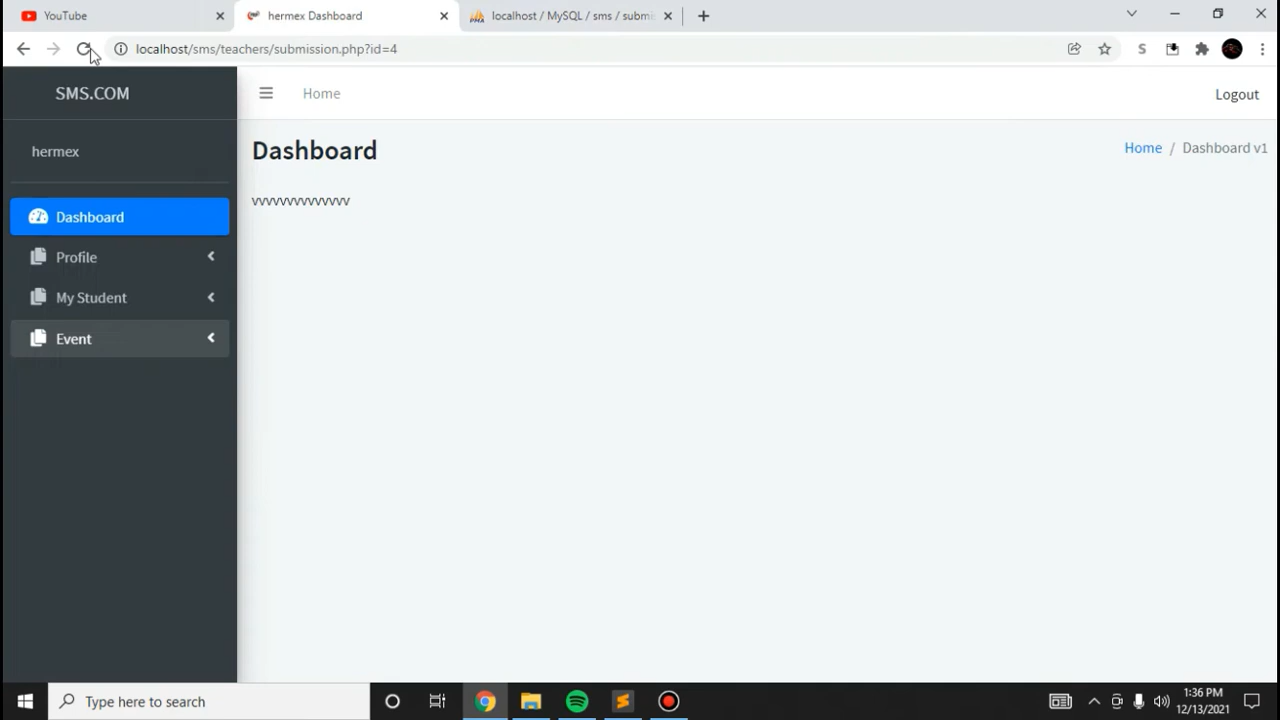 YouTube
hermex Dashboard
localhost / MySQL / sms / submi
localhost/sms/teachers/submission.php?id=4
S
SMS.COM
Home
Logout
hermex
Dashboard
Home / Dashboard v1
vvvvvvvvvvvvvv
Dashboard
Profile
My Student
Event
Type here to search
1:36 PM
12/13/2021